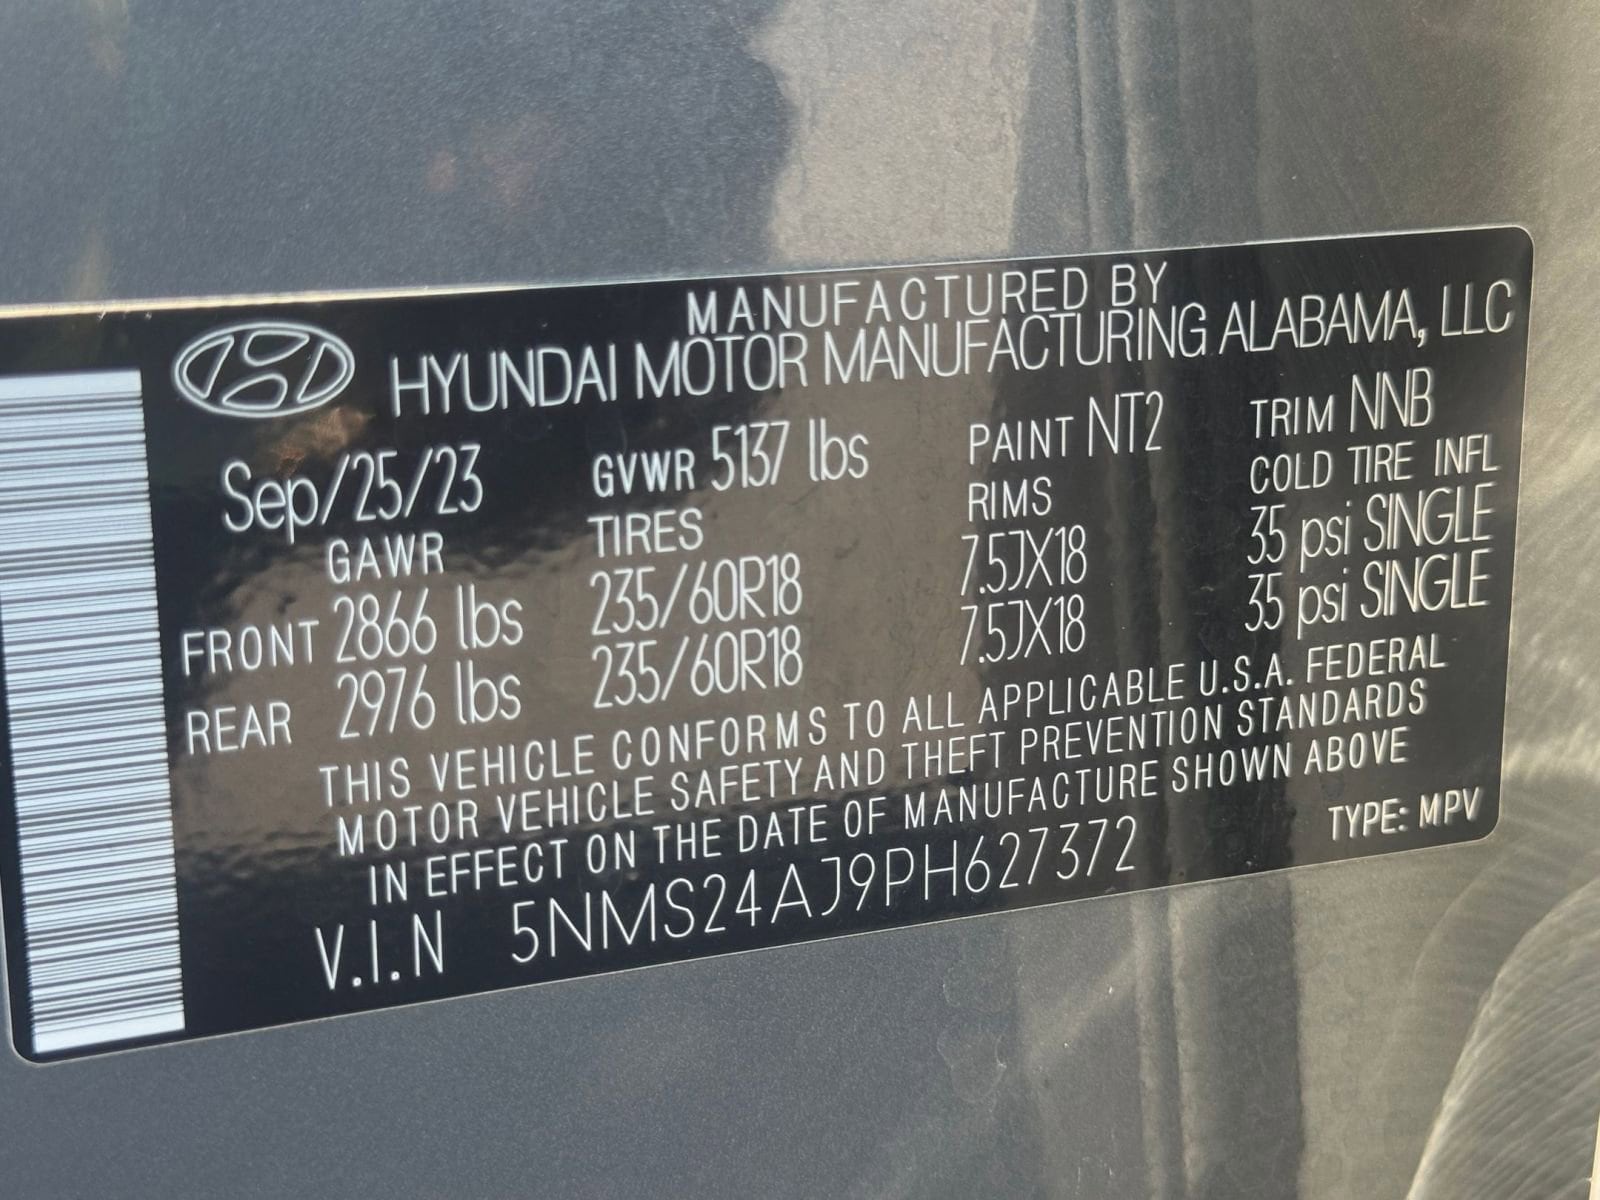 MANUFACTURED BY
HYUNDAI MOTOR MANUFACTURING ALABAMA, LLC
Sep/25/23 GVWR 5137 lbs PAINT NT2 TRIM NNB
GAWR TIRES RIMS COLD TIRE INFL
FRONT 2866 lbs 235/60R18 7.5JX18 35 psi SINGLE
REAR 2976 lbs 235/60R18 7.5JX18 35 psi SINGLE
THIS VEHICLE CONFORMS TO ALL APPLICABLE U.S.A. FEDERAL
MOTOR VEHICLE SAFETY AND THEFT PREVENTION STANDARDS
IN EFFECT ON THE DATE OF MANUFACTURE SHOWN ABOVE
V.I.N 5NMS24AJ9PH627372 TYPE: MPV